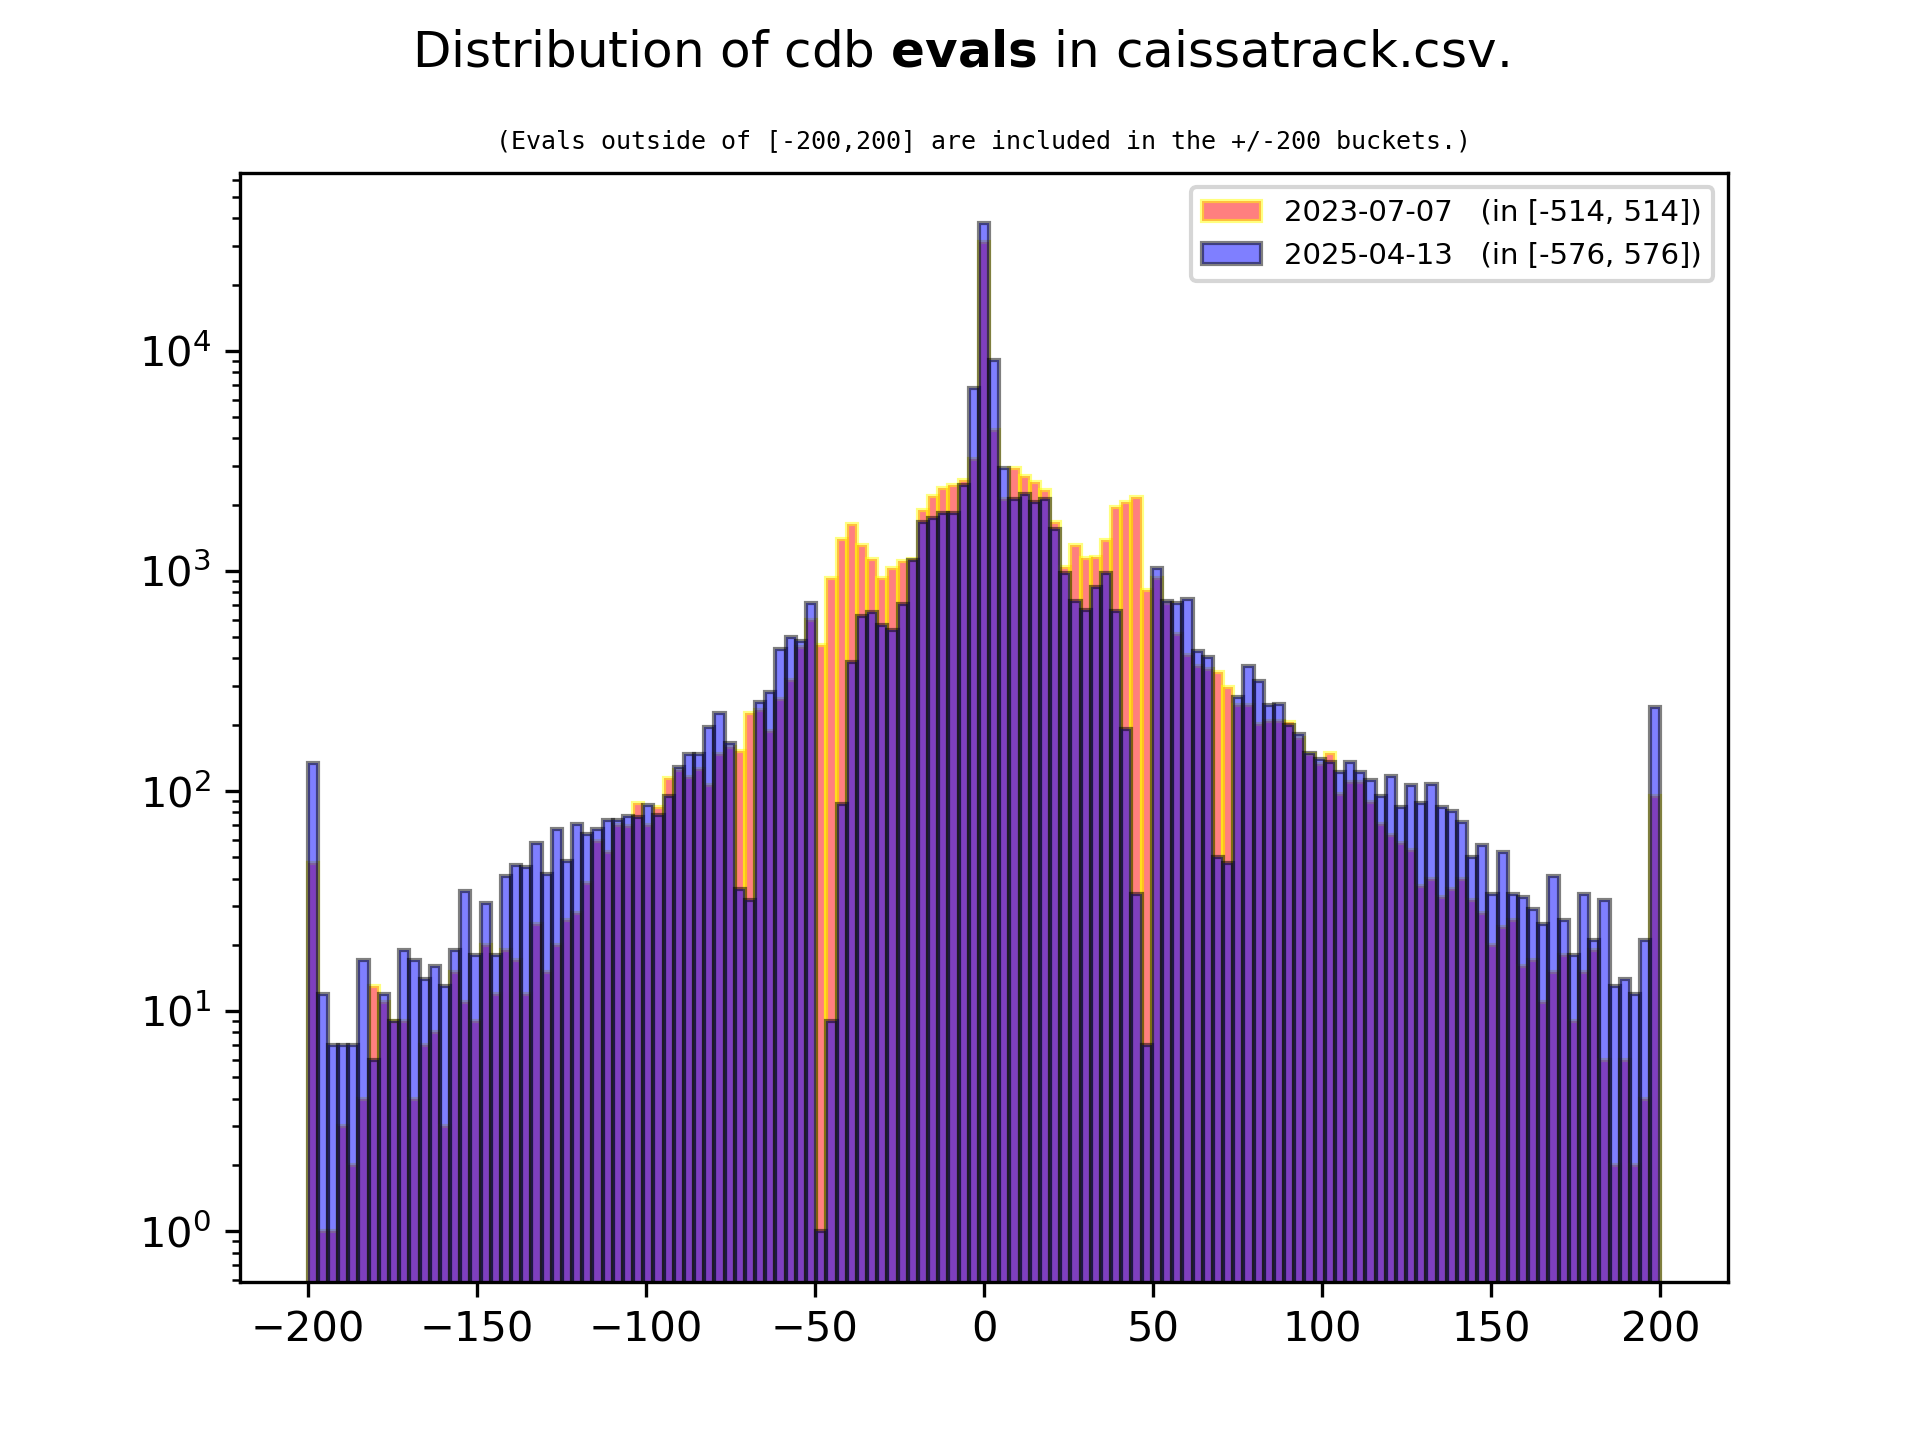 Distribution of cdb evals in caissatrack.csv.
(Evals outside of [-200,200] are included in the +/-200 buckets.)
2023-07-07 (in [-514, 514])
2025-04-13 (in [-576, 576])
10⁴
10³
10²
10¹
10⁰
−200 −150 −100 −50 0 50 100 150 200